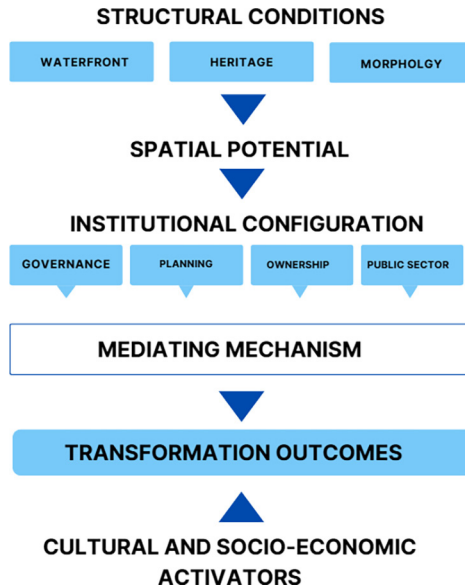 STRUCTURAL CONDITIONS
WATERFRONT HERITAGE MORPHOLGY
SPATIAL POTENTIAL
INSTITUTIONAL CONFIGURATION
GOVERNANCE PLANNING OWNERSHIP PUBLIC SECTOR
MEDIATING MECHANISM
TRANSFORMATION OUTCOMES
CULTURAL AND SOCIO-ECONOMIC
ACTIVATORS